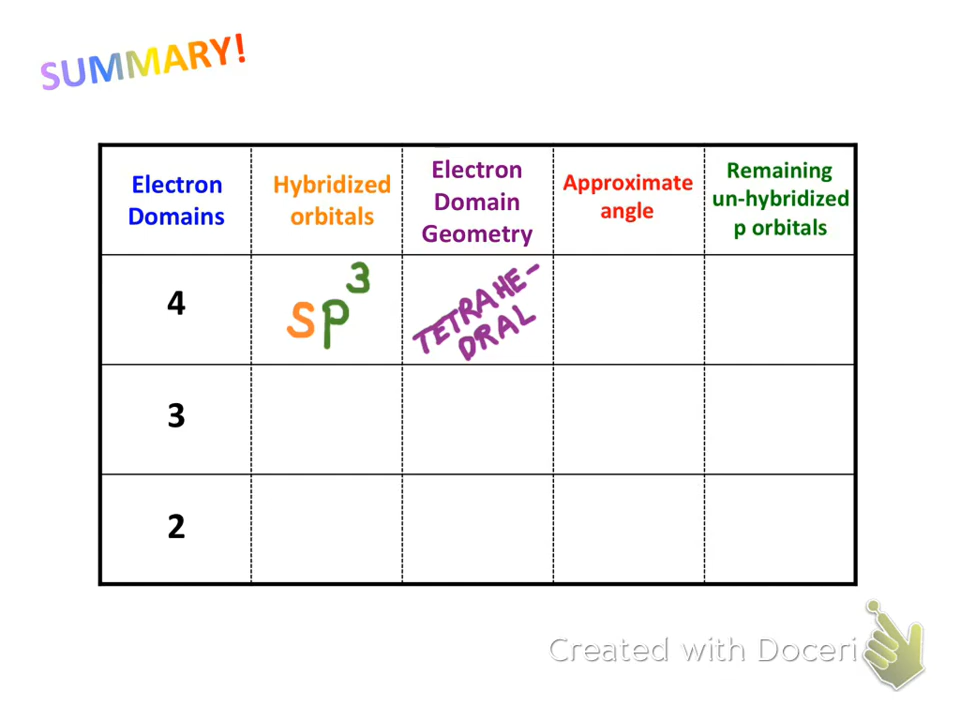 SUMMARY!
Electron
Domains
Hybridized
orbitals
Electron
Domain
Geometry
Approximate
angle
Remaining
un-hybridized
p orbitals
4
sp³
TETRAHE-
DRAL
3
2
Created with Doceri